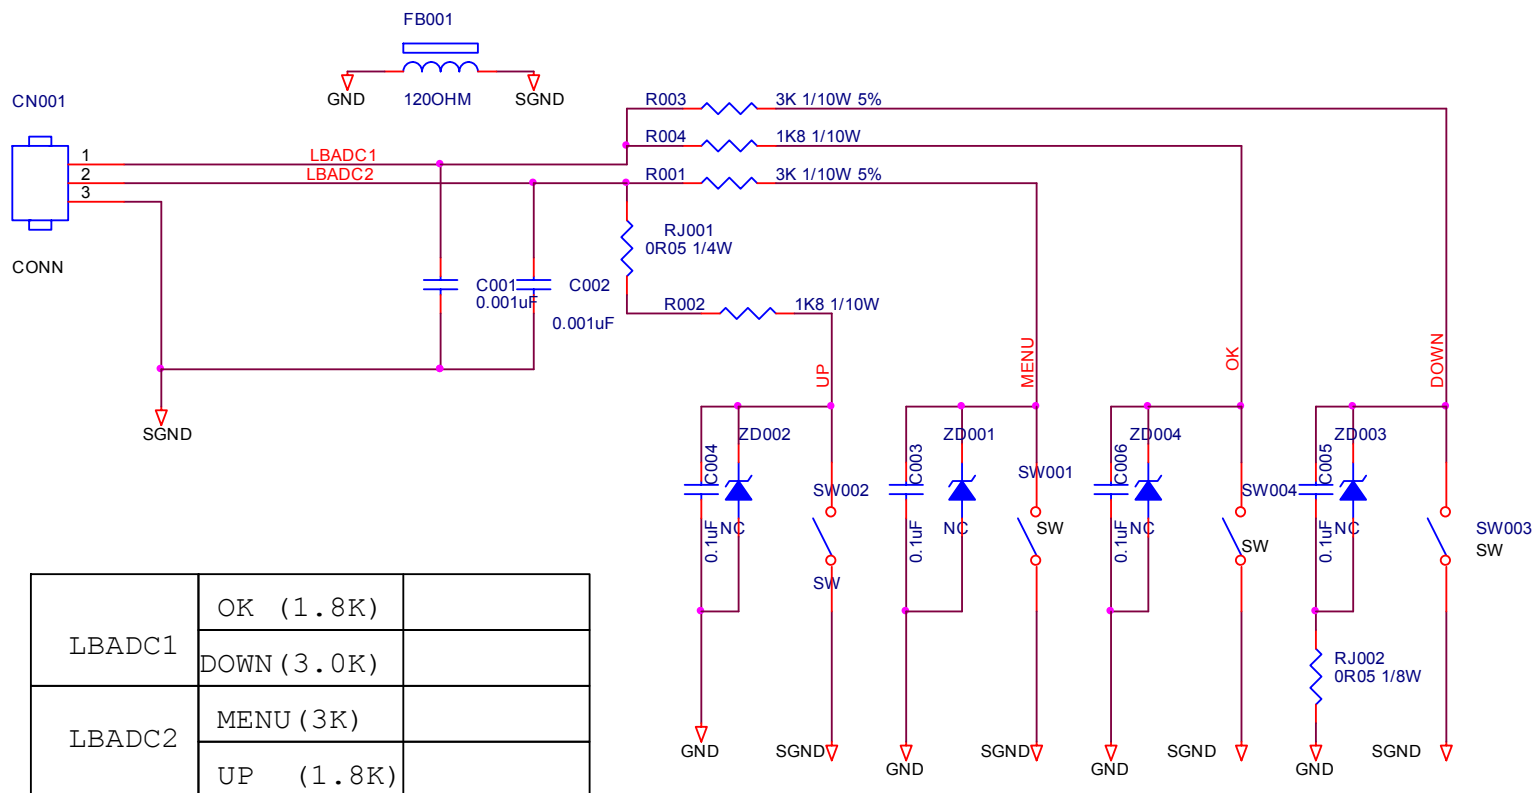 FB001
GND
120OHM
SGND
CN001
1
2
3
CONN
LBADC1
LBADC2
R003
3K 1/10W 5%
R004
1K8 1/10W
R001
3K 1/10W 5%
RJ001
0R05 1/4W
C001
0.001uF
C002
0.001uF
R002
1K8 1/10W
SGND
UP
MENU
OK
DOWN
C004
0.1uF
ZD002
NC
SW002
SW
C003
0.1uF
ZD001
NC
SW001
SW
C006
0.1uF
ZD004
NC
SW004
SW
C005
0.1uF
ZD003
NC
SW003
SW
RJ002
0R05 1/8W
GND
SGND
GND
SGND
GND
SGND
GND
SGND
LBADC1
OK (1.8K)
DOWN(3.0K)
LBADC2
MENU(3K)
UP (1.8K)